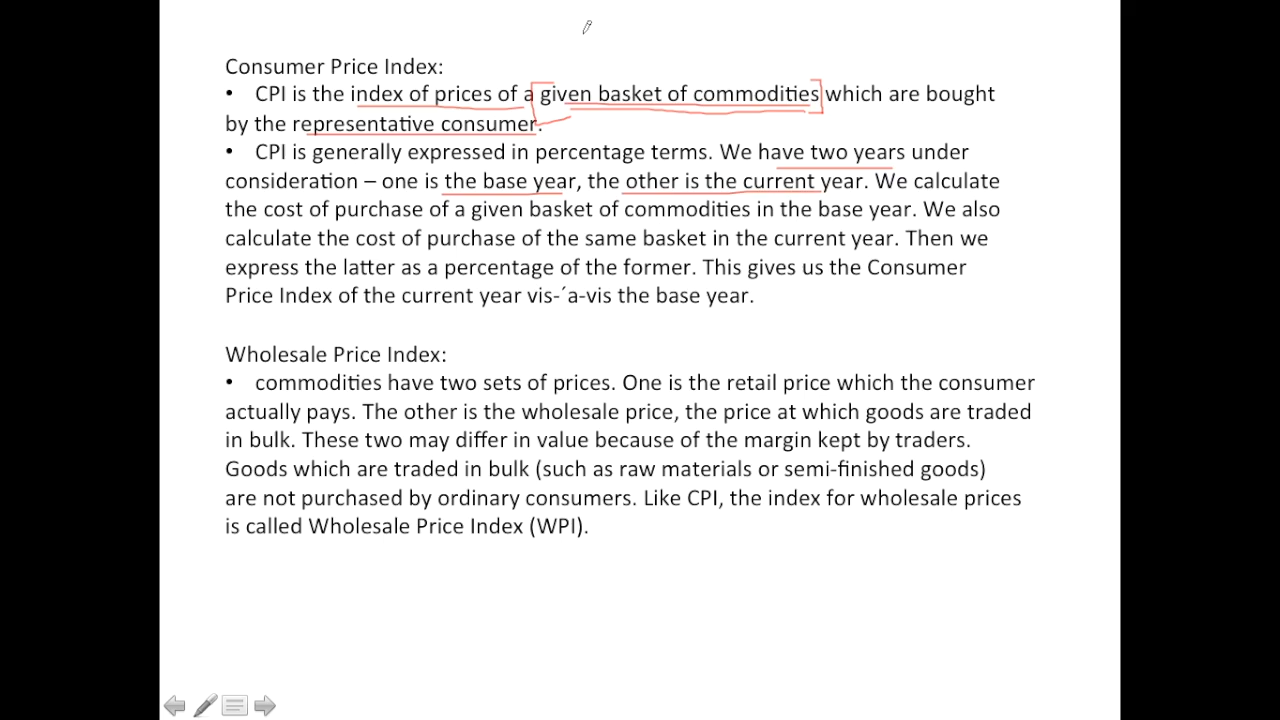 Consumer Price Index:
• CPI is the index of prices of a given basket of commodities which are bought
by the representative consumer.
• CPI is generally expressed in percentage terms. We have two years under
consideration – one is the base year, the other is the current year. We calculate
the cost of purchase of a given basket of commodities in the base year. We also
calculate the cost of purchase of the same basket in the current year. Then we
express the latter as a percentage of the former. This gives us the Consumer
Price Index of the current year vis-´a-vis the base year.
Wholesale Price Index:
• commodities have two sets of prices. One is the retail price which the consumer
actually pays. The other is the wholesale price, the price at which goods are traded
in bulk. These two may differ in value because of the margin kept by traders.
Goods which are traded in bulk (such as raw materials or semi-finished goods)
are not purchased by ordinary consumers. Like CPI, the index for wholesale prices
is called Wholesale Price Index (WPI).